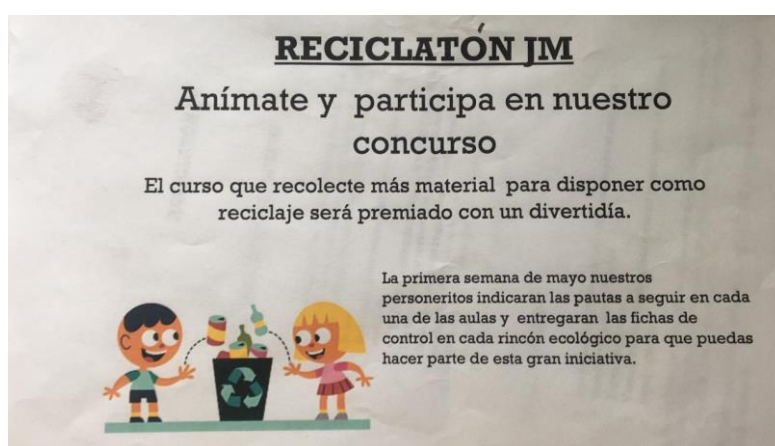 RECICLATÓN JM
Anímate y participa en nuestro
concurso
El curso que recolecte más material para disponer como
reciclaje será premiado con un divertidía.
La primera semana de mayo nuestros
personeritos indicaran las pautas a seguir en cada
una de las aulas y entregaran las fichas de
control en cada rincón ecológico para que puedas
hacer parte de esta gran iniciativa.